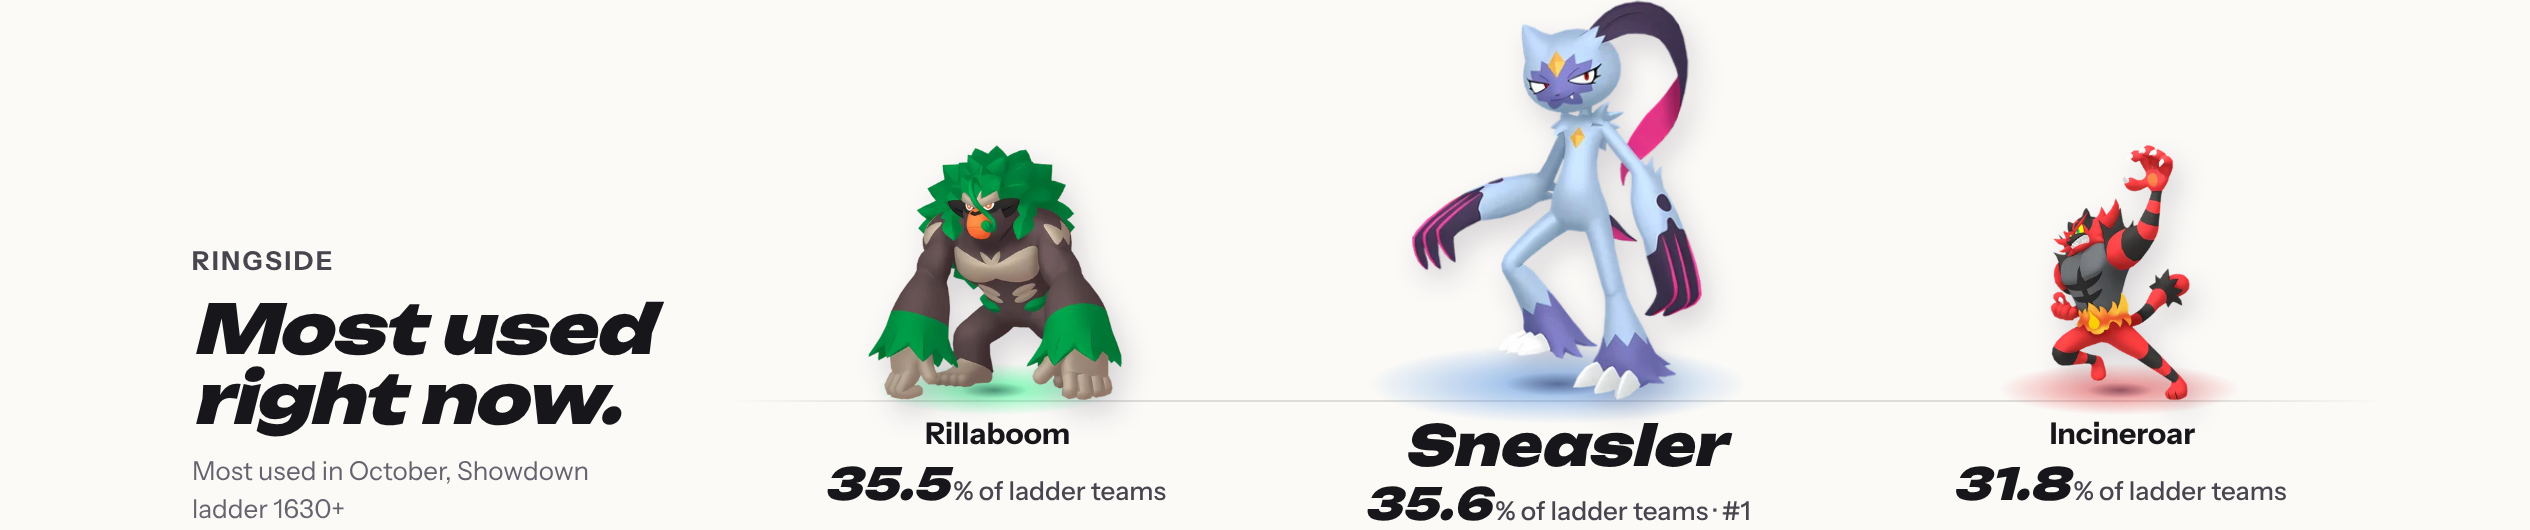 RINGSIDE
Most used
right now.
Most used in October, Showdown
ladder 1630+
Rillaboom
35.5% of ladder teams
Sneasler
35.6% of ladder teams · #1
Incineroar
31.8% of ladder teams